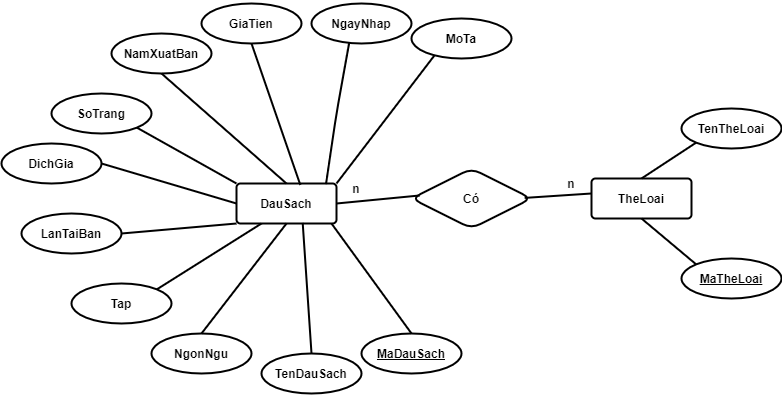 GiaTien
NgayNhap
MoTa
NamXuatBan
SoTrang
TenTheLoai
DichGia
n
n
DauSach
Có
TheLoai
LanTaiBan
MaTheLoai
Tap
NgonNgu
MaDauSach
TenDauSach